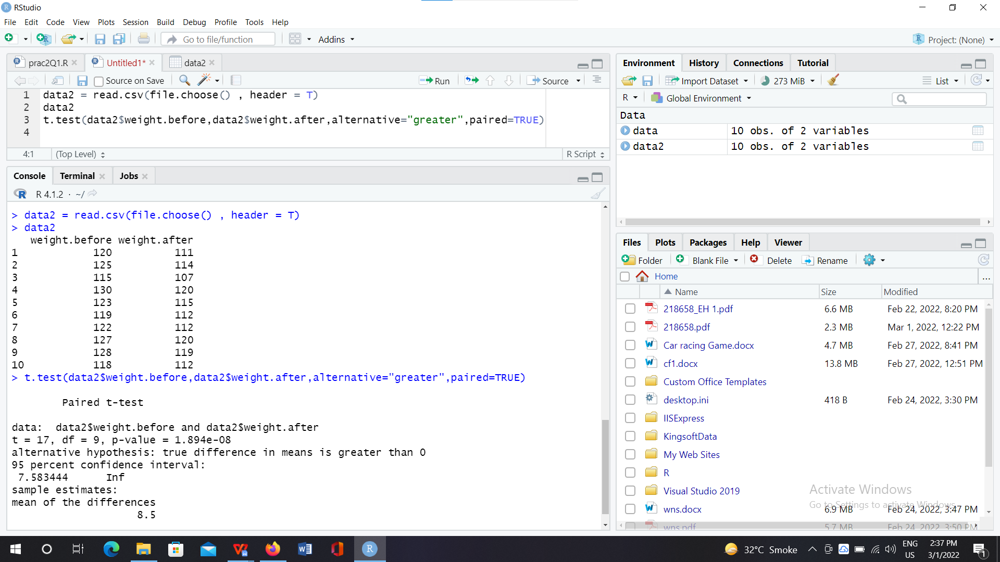 RStudio
File Edit Code View Plots Session Build Debug Profile Tools Help
Go to file/function Addins Project: (None)
prac2Q1.R Untitled1* data2
Source on Save Run Source
1 data2 = read.csv(file.choose() , header = T)
2 data2
3 t.test(data2$weight.before,data2$weight.after,alternative="greater",paired=TRUE)
4
4:1 (Top Level) R Script
Console Terminal Jobs
R 4.1.2 · ~/
> data2 = read.csv(file.choose() , header = T)
> data2
weight.before weight.after
1 120 111
2 125 114
3 115 107
4 130 120
5 123 115
6 119 112
7 122 112
8 127 120
9 128 119
10 118 112
> t.test(data2$weight.before,data2$weight.after,alternative="greater",paired=TRUE)
Paired t-test
data: data2$weight.before and data2$weight.after
t = 17, df = 9, p-value = 1.894e-08
alternative hypothesis: true difference in means is greater than 0
95 percent confidence interval:
7.583444 Inf
sample estimates:
mean of the differences
8.5
Environment History Connections Tutorial
Import Dataset 273 MiB List
R Global Environment
Data
data 10 obs. of 2 variables
data2 10 obs. of 2 variables
Files Plots Packages Help Viewer
Folder Blank File Delete Rename
Home ...
Name Size Modified
218658_EH 1.pdf 6.6 MB Feb 22, 2022, 8:20 PM
218658.pdf 2.3 MB Mar 1, 2022, 12:22 PM
Car racing Game.docx 4.7 MB Feb 27, 2022, 8:41 PM
cf1.docx 13.8 MB Feb 27, 2022, 12:51 PM
Custom Office Templates
desktop.ini 418 B Feb 24, 2022, 3:30 PM
IISExpress
KingsoftData
My Web Sites
R
Visual Studio 2019
Activate Windows
Go to Settings to activate Windows.
wns.docx 6.9 MB Feb 24, 2022, 3:47 PM
wns.pdf 5.7 MB Feb 24, 2022, 3:50 PM
32°C Smoke ENG US 2:37 PM 3/1/2022 1